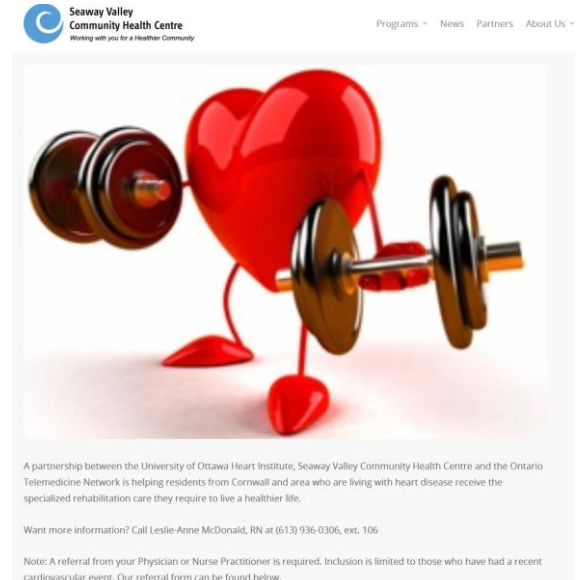 Seaway Valley
Community Health Centre
Working with you for a Healthier Community
Programs News Partners About Us
A partnership between the University of Ottawa Heart Institute, Seaway Valley Community Health Centre and the Ontario
Telemedicine Network is helping residents from Cornwall and area who are living with heart disease receive the
specialized rehabilitation care they require to live a healthier life.
Want more information? Call Leslie-Anne McDonald, RN at (613) 936-0306, ext. 106
Note: A referral from your Physician or Nurse Practitioner is required. Inclusion is limited to those who have had a recent
cardiovascular event. Our referral form can be found below.